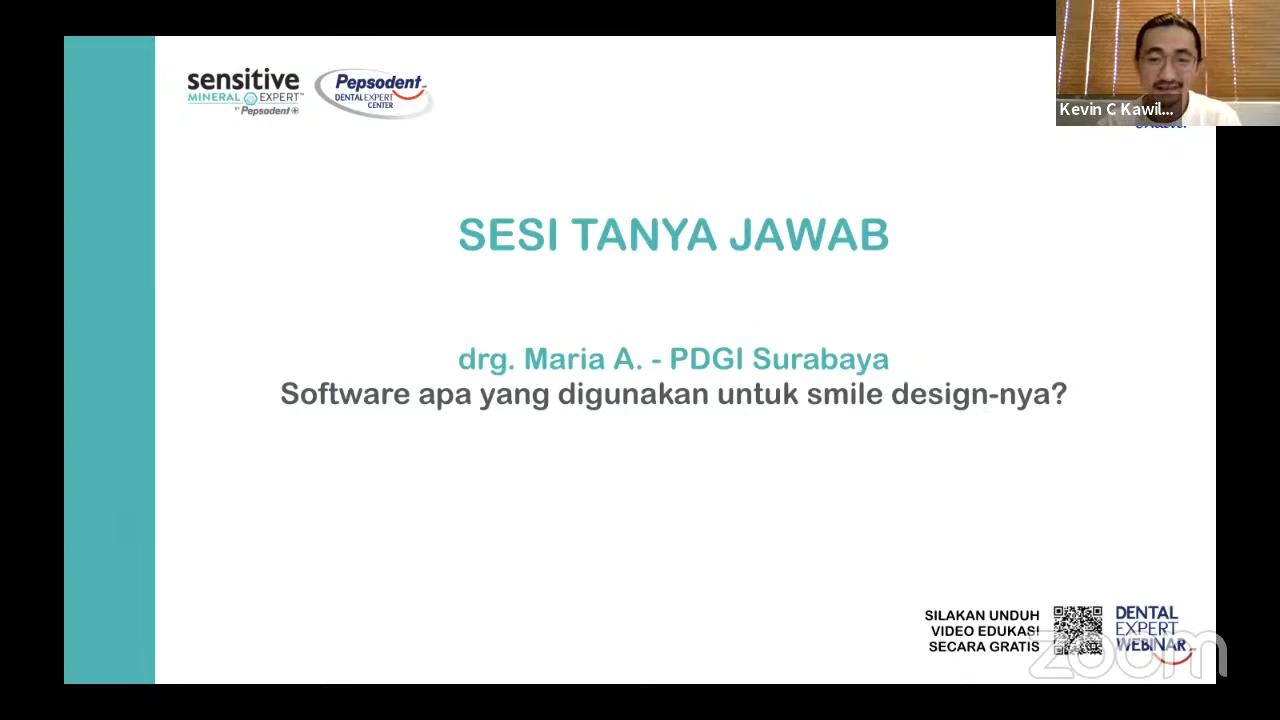 sensitive
MINERAL EXPERT™
BY Pepsodent
Pepsodent
DENTAL EXPERT
CENTER
Kevin C Kawil...
SESI TANYA JAWAB
drg. Maria A. - PDGI Surabaya
Software apa yang digunakan untuk smile design-nya?
SILAKAN UNDUH
VIDEO EDUKASI
SECARA GRATIS
DENTAL
EXPERT
WEBINAR
zoom